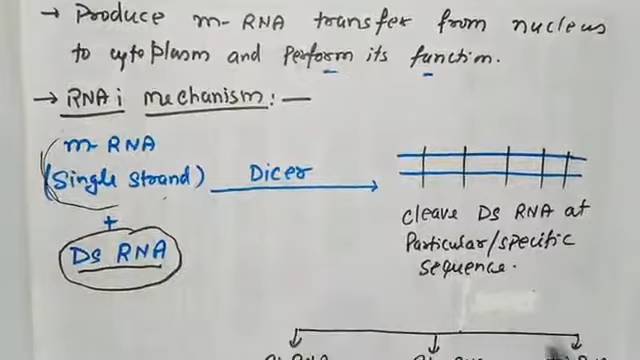 → Produce m-RNA transfer from nucleus
to cytoplasm and perform its function.
→ RNAi mechanism:—
m-RNA
(Single strand)
Dicer
+
Ds RNA
cleave Ds RNA at
Particular/specific
sequence.